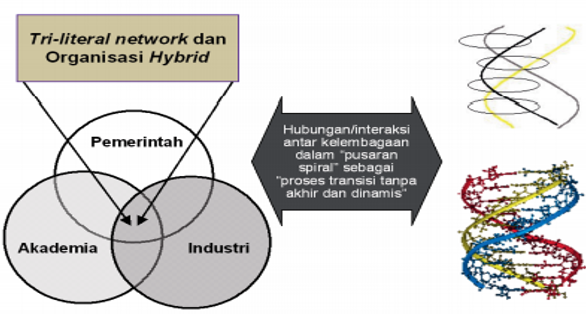 Tri-literal network dan
Organisasi Hybrid
Pemerintah
Akademia
Industri
Hubungan/interaksi
antar kelembagaan
dalam "pusaran
spiral" sebagai
"proses transisi tanpa
akhir dan dinamis"